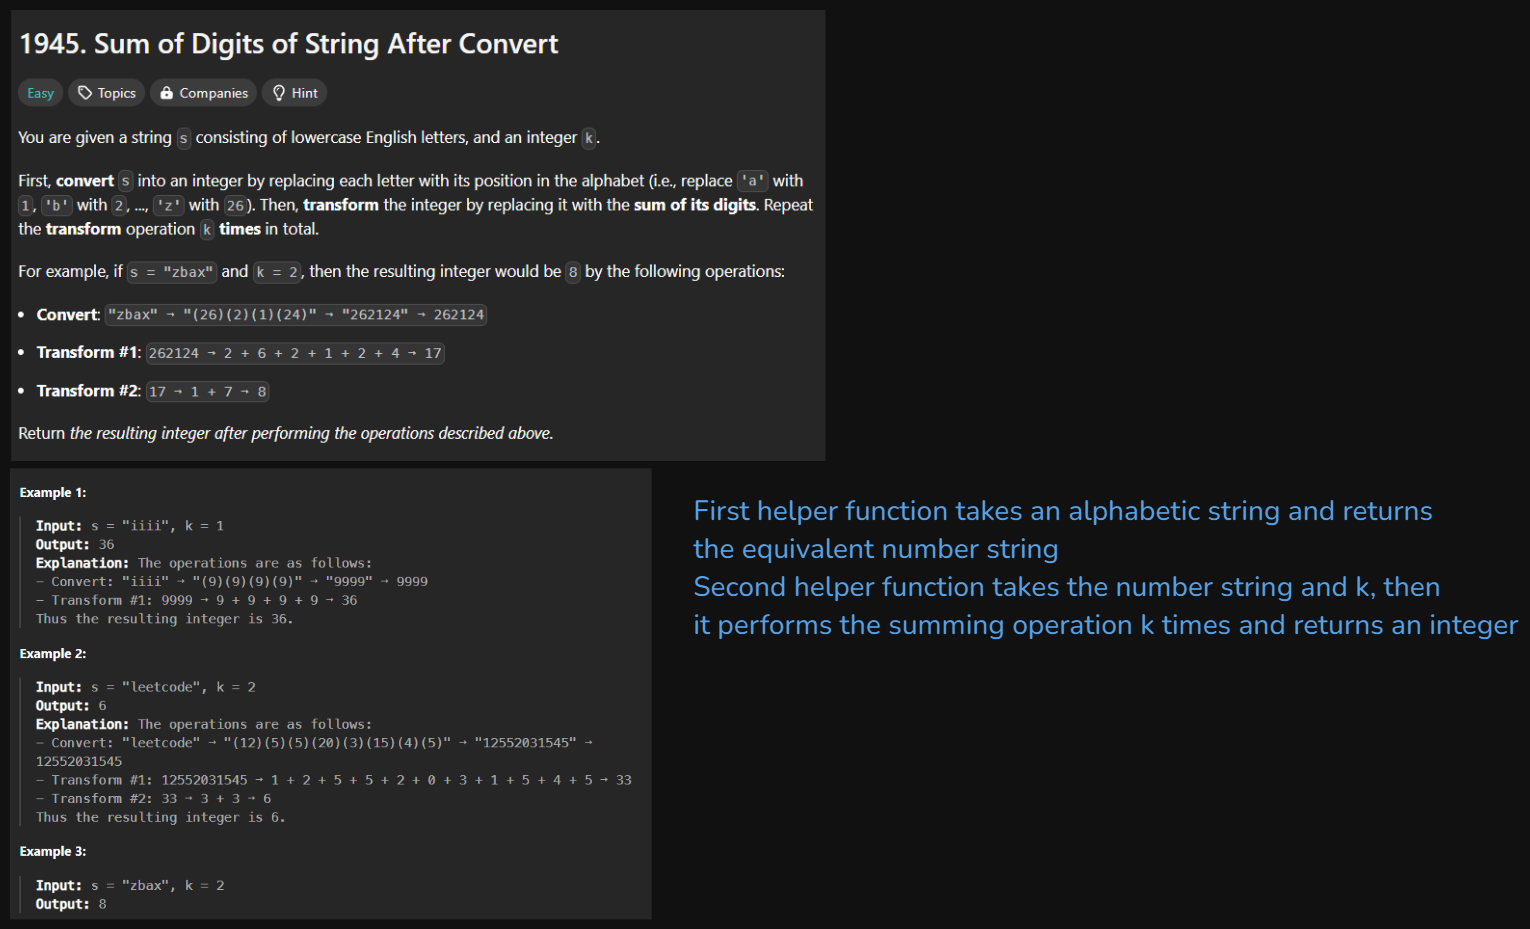 1945. Sum of Digits of String After Convert
Easy Topics Companies Hint
You are given a string s consisting of lowercase English letters, and an integer k.
First, convert s into an integer by replacing each letter with its position in the alphabet (i.e., replace 'a' with
1, 'b' with 2, ..., 'z' with 26). Then, transform the integer by replacing it with the sum of its digits. Repeat
the transform operation k times in total.
For example, if s = "zbax" and k = 2, then the resulting integer would be 8 by the following operations:
• Convert: "zbax" → "(26)(2)(1)(24)" → "262124" → 262124
• Transform #1: 262124 → 2 + 6 + 2 + 1 + 2 + 4 → 17
• Transform #2: 17 → 1 + 7 → 8
Return the resulting integer after performing the operations described above.
Example 1:
Input: s = "iiii", k = 1
Output: 36
Explanation: The operations are as follows:
- Convert: "iiii" → "(9)(9)(9)(9)" → "9999" → 9999
- Transform #1: 9999 → 9 + 9 + 9 + 9 → 36
Thus the resulting integer is 36.
Example 2:
Input: s = "leetcode", k = 2
Output: 6
Explanation: The operations are as follows:
- Convert: "leetcode" → "(12)(5)(5)(20)(3)(15)(4)(5)" → "12552031545" →
12552031545
- Transform #1: 12552031545 → 1 + 2 + 5 + 5 + 2 + 0 + 3 + 1 + 5 + 4 + 5 → 33
- Transform #2: 33 → 3 + 3 → 6
Thus the resulting integer is 6.
Example 3:
Input: s = "zbax", k = 2
Output: 8
First helper function takes an alphabetic string and returns
the equivalent number string
Second helper function takes the number string and k, then
it performs the summing operation k times and returns an integer